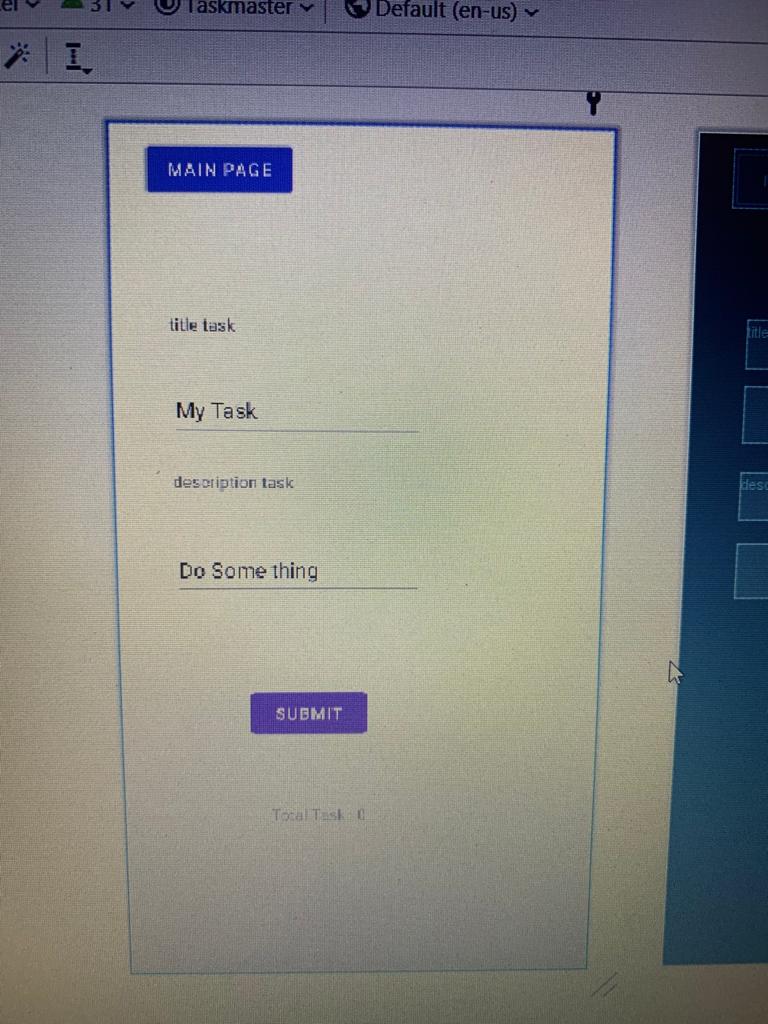 31 Taskmaster Default (en-us)
MAIN PAGE
title task
My Task
description task
Do Some thing
SUBMIT
Total Task : 0
title
desc